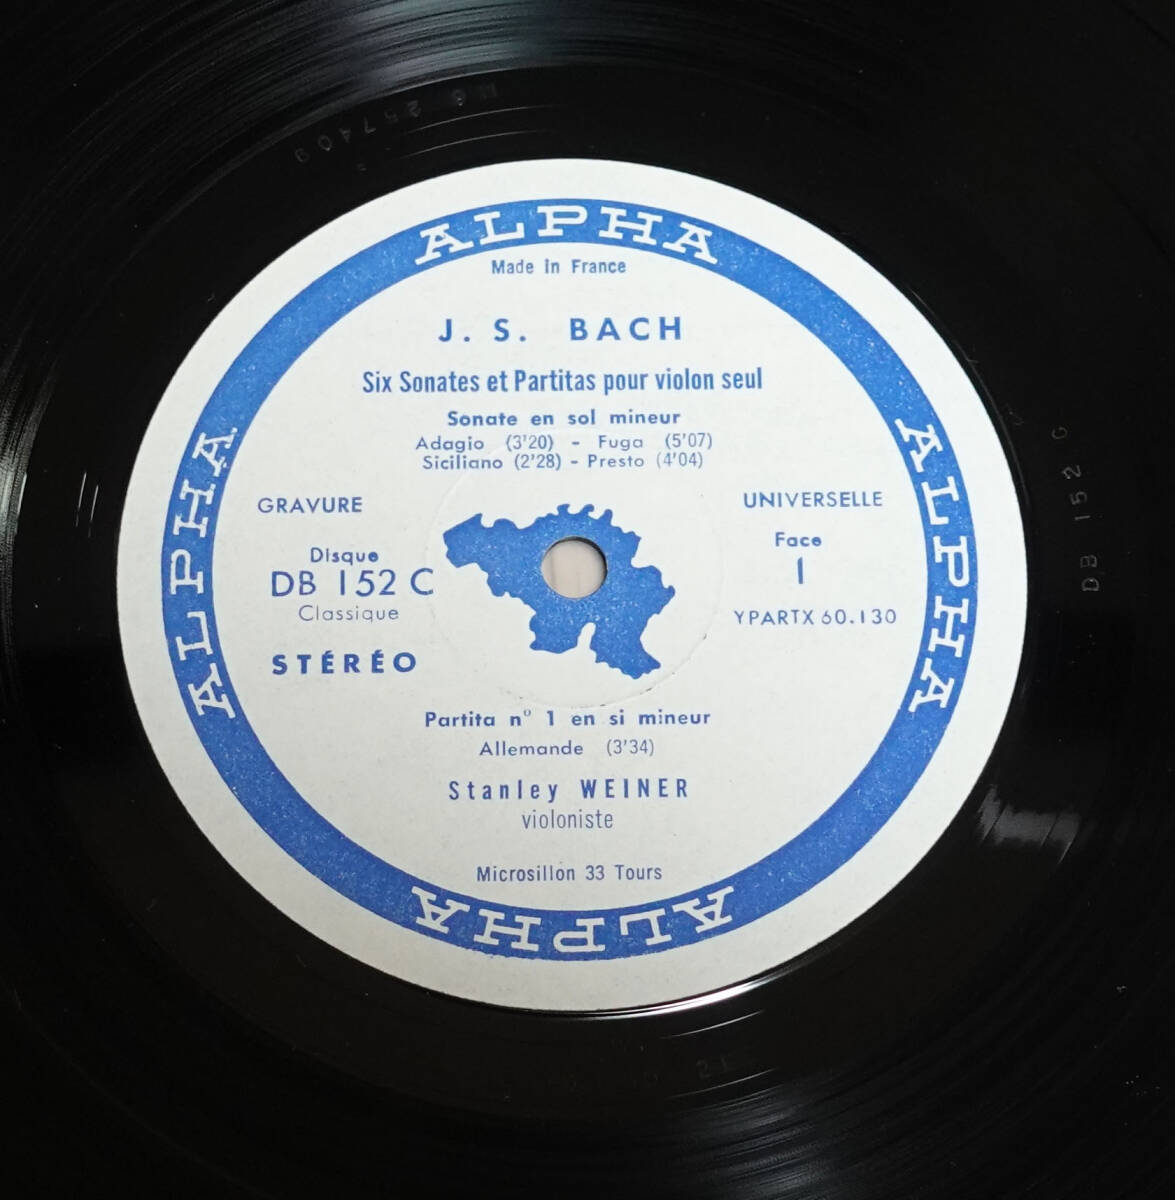 M6 257409
ALPHA
Made in France
J. S. BACH
Six Sonates et Partitas pour violon seul
Sonate en sol mineur
Adagio (3'20) - Fuga (5'07)
Siciliano (2'28) - Presto (4'04)
ALPHA
ALPHA
GRAVURE
UNIVERSELLE
Disque
DB 152 C
Classique
STÉRÉO
Face
1
YPARTX 60.130
DB 152 G
Partita n° 1 en si mineur
Allemande (3'34)
Stanley WEINER
violoniste
Microsillon 33 Tours
ALPHA
21